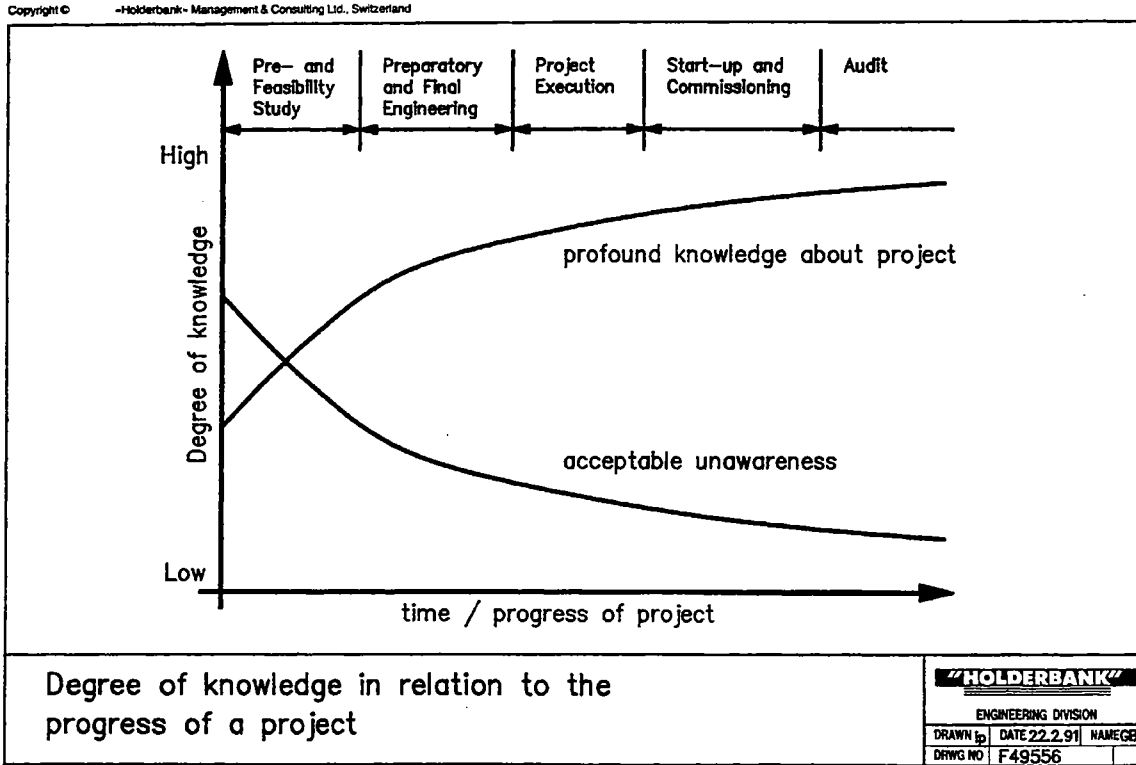 Copyright © -Holderbank- Management & Consulting Ltd., Switzerland
Pre- and
Feasibility
Study
Preparatory
and Final
Engineering
Project
Execution
Start-up and
Commissioning
Audit
High
Degree of knowledge
profound knowledge about project
acceptable unawareness
Low
time / progress of project
Degree of knowledge in relation to the
progress of a project
"HOLDERBANK"
ENGINEERING DIVISION
DRAWN DATE 22.2.91 NAME GB
DRWG NO F49556